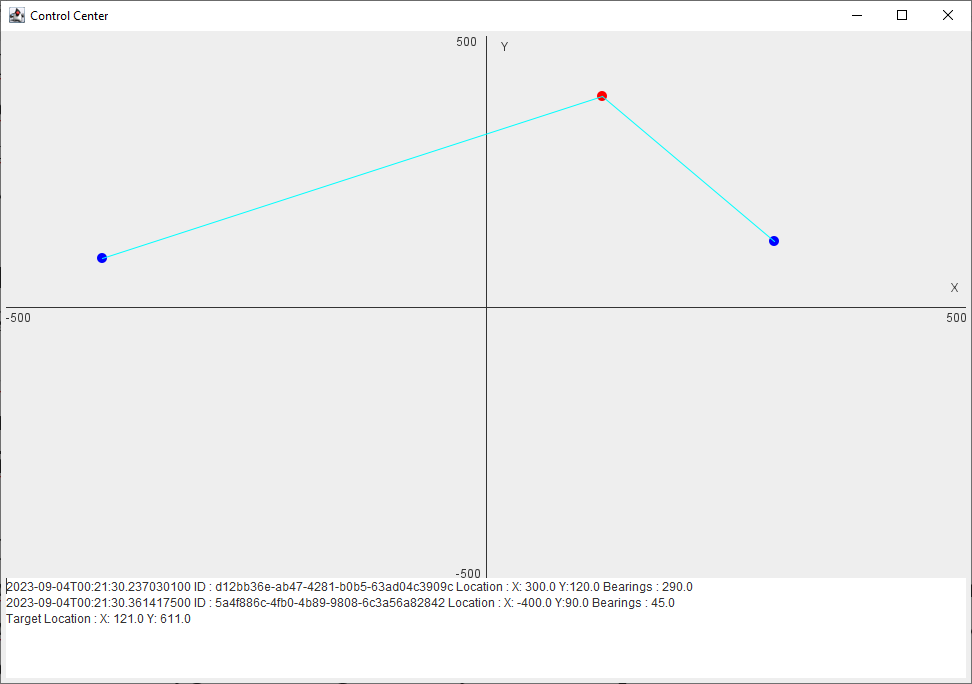 Control Center
500 Y
X
-500 500
-500
2023-09-04T00:21:30.237030100 ID : d12bb36e-ab47-4281-b0b5-63ad04c3909c Location : X: 300.0 Y:120.0 Bearings : 290.0
2023-09-04T00:21:30.361417500 ID : 5a4f886c-4fb0-4b89-9808-6c3a56a82842 Location : X: -400.0 Y:90.0 Bearings : 45.0
Target Location : X: 121.0 Y: 611.0